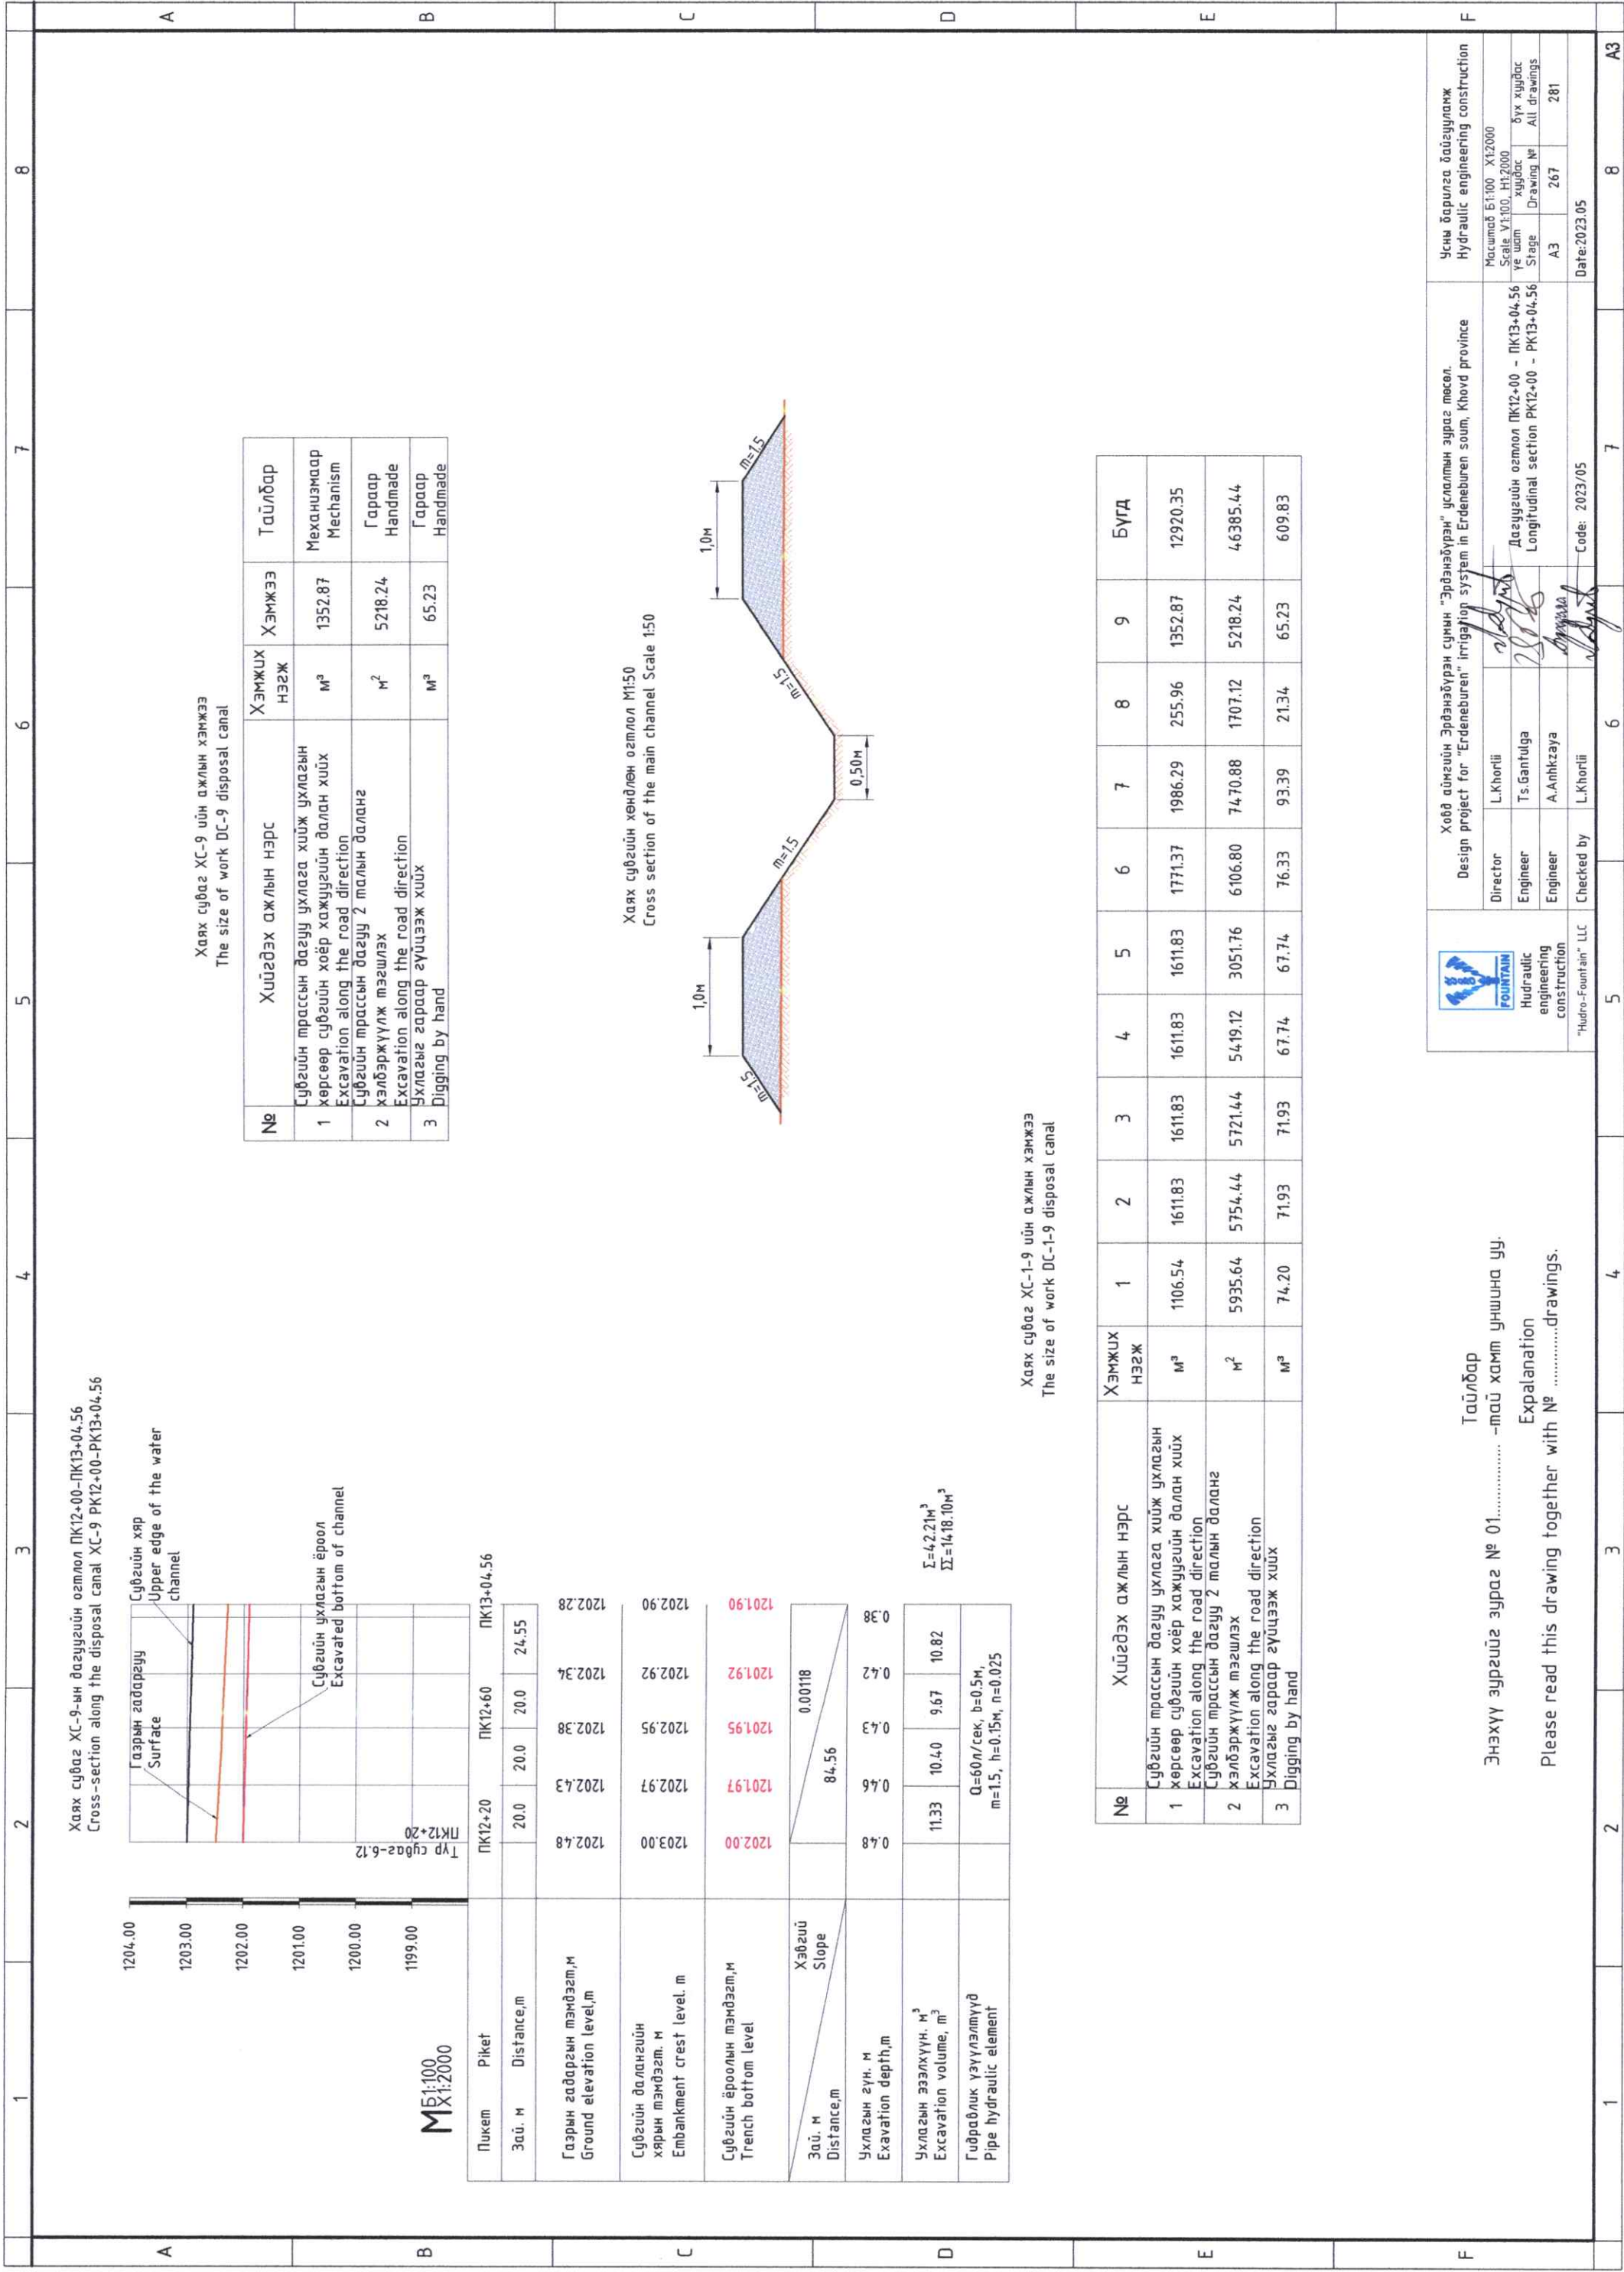 1 2 3 4 5 6 7 8
A
B
C
D
E
F
Хаях суваг ХС-9-ын дагуугийн огтлол ПК12+00-ПК13+04.56
Cross-section along the disposal canal XC-9 PK12+00-PK13+04.56
1204.00
1203.00
1202.00
1201.00
1200.00
1199.00
МБ1:100
Х1:2000
Газрын гадаргуу
Surface
Сувгийн хяр
Upper edge of the water
channel
Сувгийн ухлагын ёроол
Excavated bottom of channel
Түр суваг-6.12
ПК12+20
Пикет Piket ПК12+20 ПК12+60 ПК13+04.56
Зай. м Distance,m 20.0 20.0 20.0 24.55
Газрын гадаргын тэмдэгт,м
Ground elevation level,m
1202.48 1202.43 1202.38 1202.34 1202.28
Сувгийн далангийн
хярын тэмдэгт. м
Embankment crest level. m
1203.00 1202.97 1202.95 1202.92 1202.90
Сувгийн ёроолын тэмдэгт,м
Trench bottom level
1202.00 1201.97 1201.95 1201.92 1201.90
Хэвгий
Slope
Зай. м
Distance,m
0.00118
84.56
Ухлагын гүн. м
Exavation depth,m
0.48 0.46 0.43 0.42 0.38
Ухлагын эзэлхүүн. м³
Excavation volume, m³
11.33 10.40 9.67 10.82
Σ=42.21м³
ΣΣ=1418.10м³
Гидравлик үзүүлэлтүүд
Pipe hydraulic element
Q=60л/сек, b=0.5м,
m=1.5, h=0.15м, n=0.025
Хаях суваг ХС-9 ийн ажлын хэмжээ
The size of work DC-9 disposal canal
№ Хийгдэх ажлын нэрс Хэмжих нэгж Хэмжээ Тайлбар
1 Сувгийн трассын дагуу ухлага хийж ухлагын
хөрсөөр сувгийн хоёр хажуугийн далан хийх
Excavation along the road direction
м³ 1352.87 Механизмаар
Mechanism
2 Сувгийн трассын дагуу 2 талын даланг
хэлбэржүүлж тэгшлэх
Excavation along the road direction
м² 5218.24 Гараар
Handmade
3 Ухлагыг гараар гүйцээж хийх
Digging by hand
м³ 65.23 Гараар
Handmade
Хаях сувгийн хөндлөн огтлол М1:50
Cross section of the main channel Scale 1:50
1,0м
1,0м
m=1.5
m=1.5
m=1.5
m=1.5
0,50м
Хаях суваг ХС-1-9 ийн ажлын хэмжээ
The size of work DC-1-9 disposal canal
№ Хийгдэх ажлын нэрс Хэмжих нэгж 1 2 3 4 5 6 7 8 9 Бүгд
1 Сувгийн трассын дагуу ухлага хийж ухлагын
хөрсөөр сувгийн хоёр хажуугийн далан хийх
Excavation along the road direction
м³ 1106.54 1611.83 1611.83 1611.83 1611.83 1771.37 1986.29 255.96 1352.87 12920.35
2 Сувгийн трассын дагуу 2 талын даланг
хэлбэржүүлж тэгшлэх
Excavation along the road direction
м² 5935.64 5754.44 5721.44 5419.12 3051.76 6106.80 7470.88 1707.12 5218.24 46385.44
3 Ухлагыг гараар гүйцээж хийх
Digging by hand
м³ 74.20 71.93 71.93 67.74 67.74 76.33 93.39 21.34 65.23 609.83
Тайлбар
Энэхүү зургийг зураг № 01................ -тай хамт уншина уу.
Expalanation
Please read this drawing together with № ..............drawings.
FOUNTAIN
Hudraulic
engineering
construction
"Hudro-Fountain" LLC
Ховд аймгийн Эрдэнэбүрэн сумын "Эрдэнэбүрэн" услалтын зураг төсөл.
Design project for "Erdeneburen" irrigation system in Erdeneburen soum, Khovd province
Усны барилга байгууламж
Hydraulic engineering construction
Director L.Khorlii
Engineer Ts.Gantulga
Engineer A.Anhkzaya
Checked by L.Khorlii
Дагуугийн огтлол ПК12+00 - ПК13+04.56
Longitudinal section PK12+00 - PK13+04.56
Code: 2023/05
Масштаб Б1:100 Х1:2000
Scale V1:100, H1:2000
үе шат хуудас бүх хуудас
Stage Drawing № All drawings
А3 267 281
Date:2023.05
A
B
C
D
E
F
1 2 3 4 5 6 7 8 A3